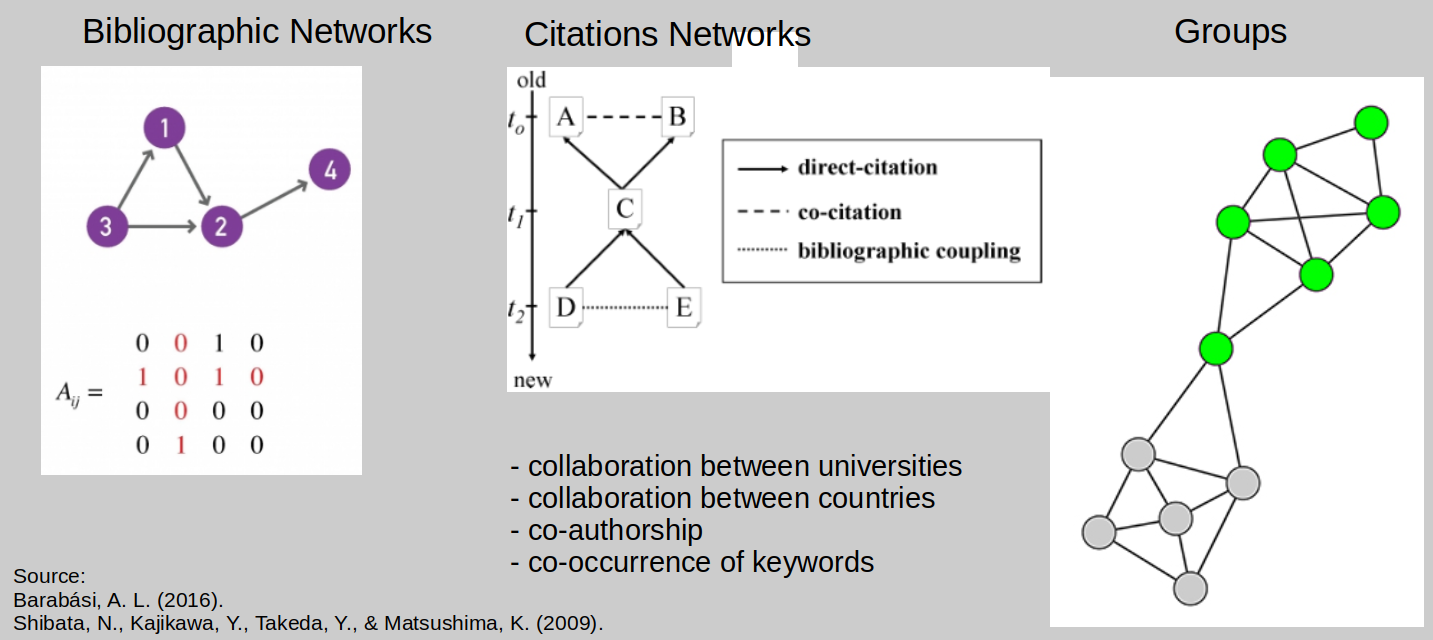 Bibliographic Networks
1
4
3
2
0 0 1 0
1 0 1 0
A_ij =
0 0 0 0
0 1 0 0
Citations Networks
old
t_o
A
B
t_1
C
t_2
D
E
new
direct-citation
co-citation
bibliographic coupling
- collaboration between universities
- collaboration between countries
- co-authorship
- co-occurrence of keywords
Groups
Source:
Barabási, A. L. (2016).
Shibata, N., Kajikawa, Y., Takeda, Y., & Matsushima, K. (2009).